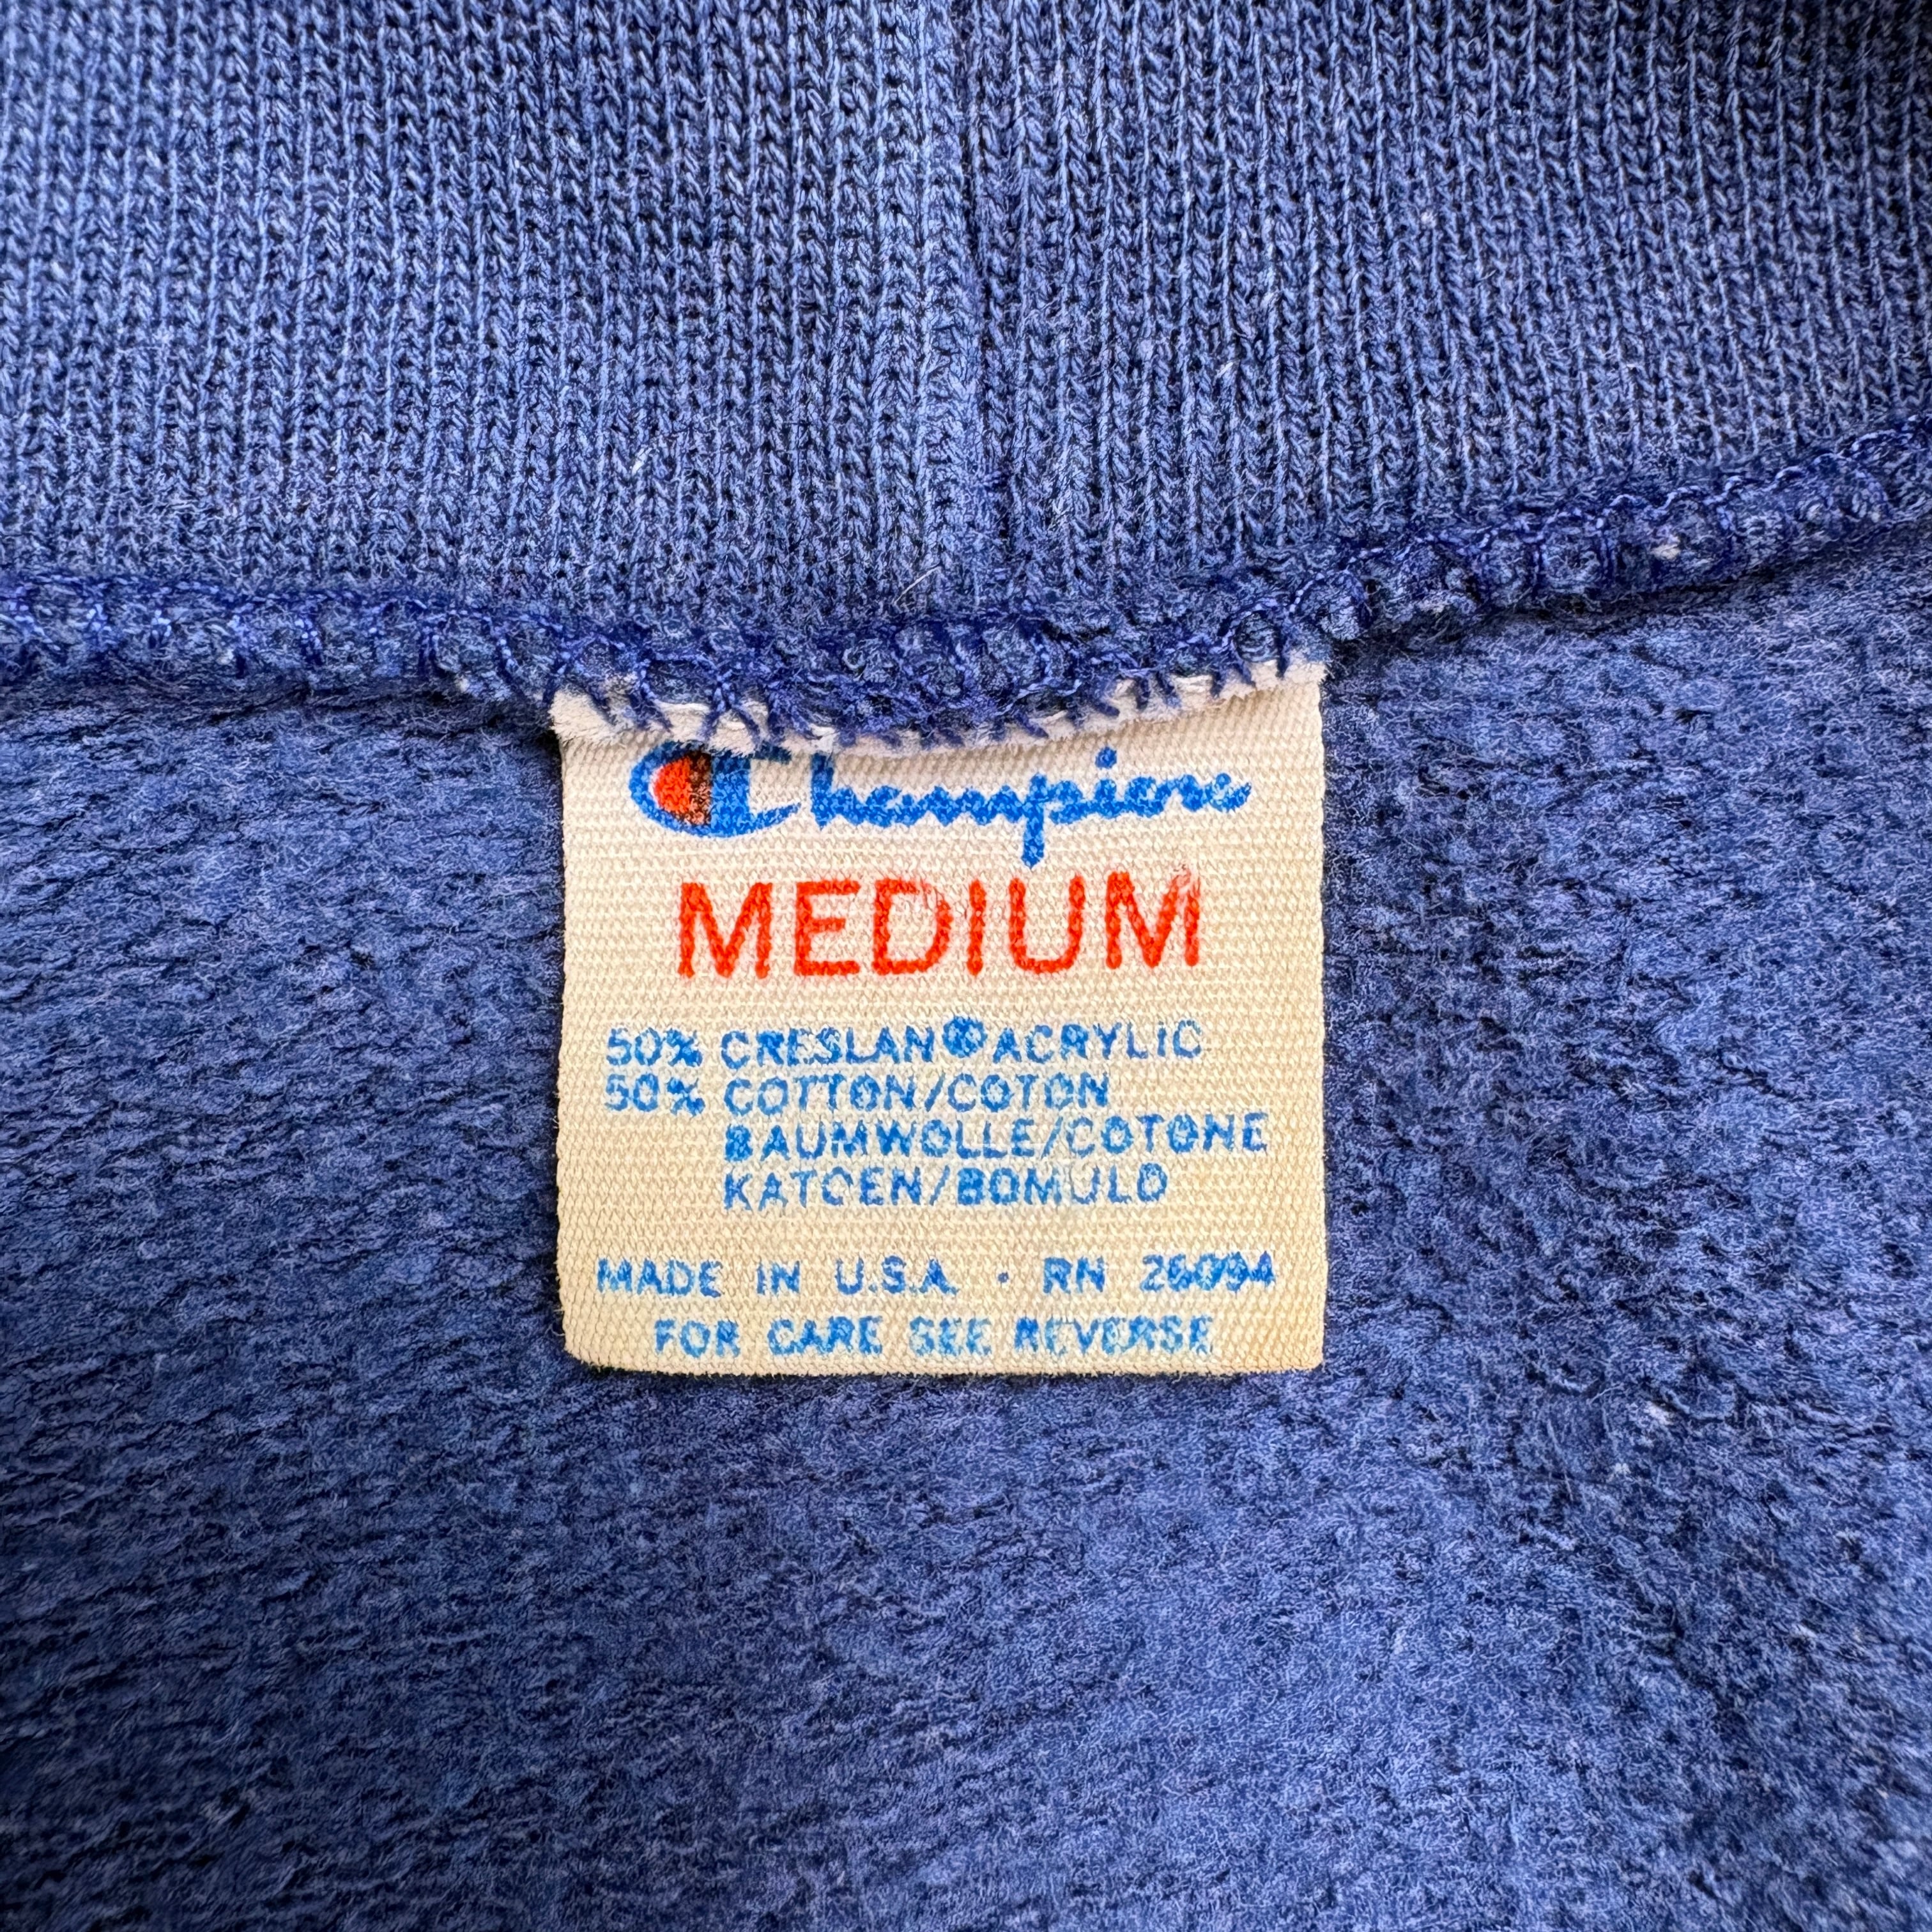 Champion
MEDIUM
50% CRESLAN® ACRYLIC
50% COTTON/COTON
BAUMWOLLE/COTONE
KATOEN/BOMULD
MADE IN U.S.A. · RN 26094
FOR CARE SEE REVERSE